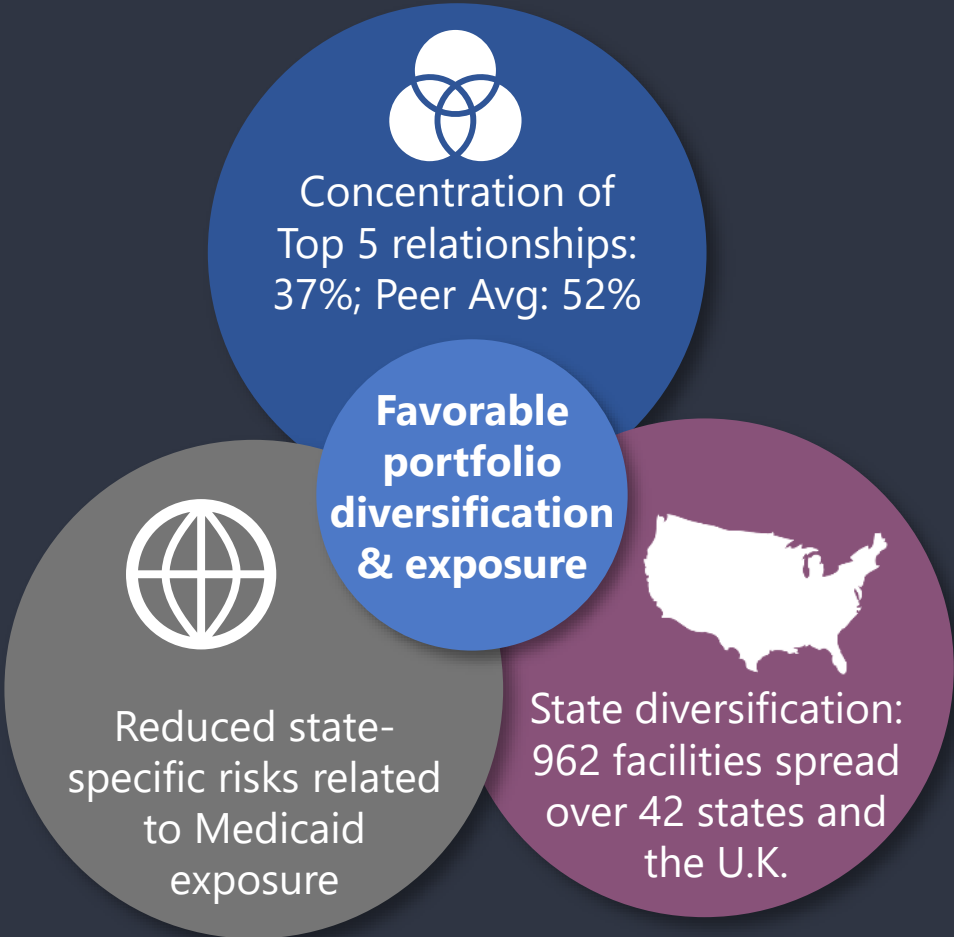 Concentration of
Top 5 relationships:
37%; Peer Avg: 52%
Favorable
portfolio
diversification
& exposure
Reduced state-
specific risks related
to Medicaid
exposure
State diversification:
962 facilities spread
over 42 states and
the U.K.